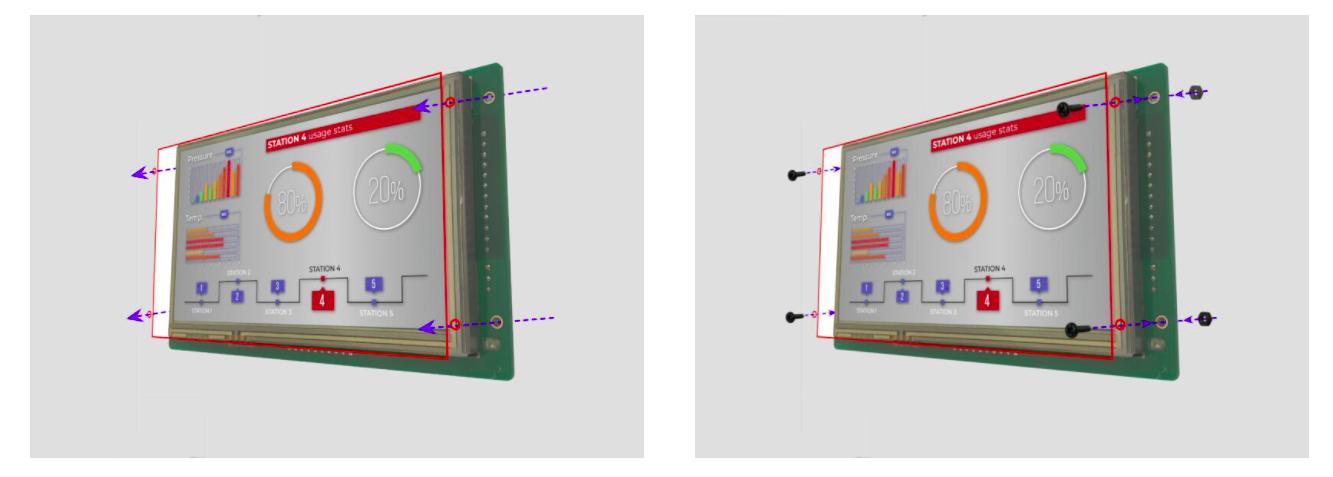 STATION 4 usage stats
Pressure
80%
20%
Temp.
STATION 2
STATION 4
1
2
3
4
5
STATION 1
STATION 3
STATION 5
STATION 4 usage stats
Pressure
80%
20%
Temp.
STATION 2
STATION 4
1
2
3
4
5
STATION 1
STATION 3
STATION 5